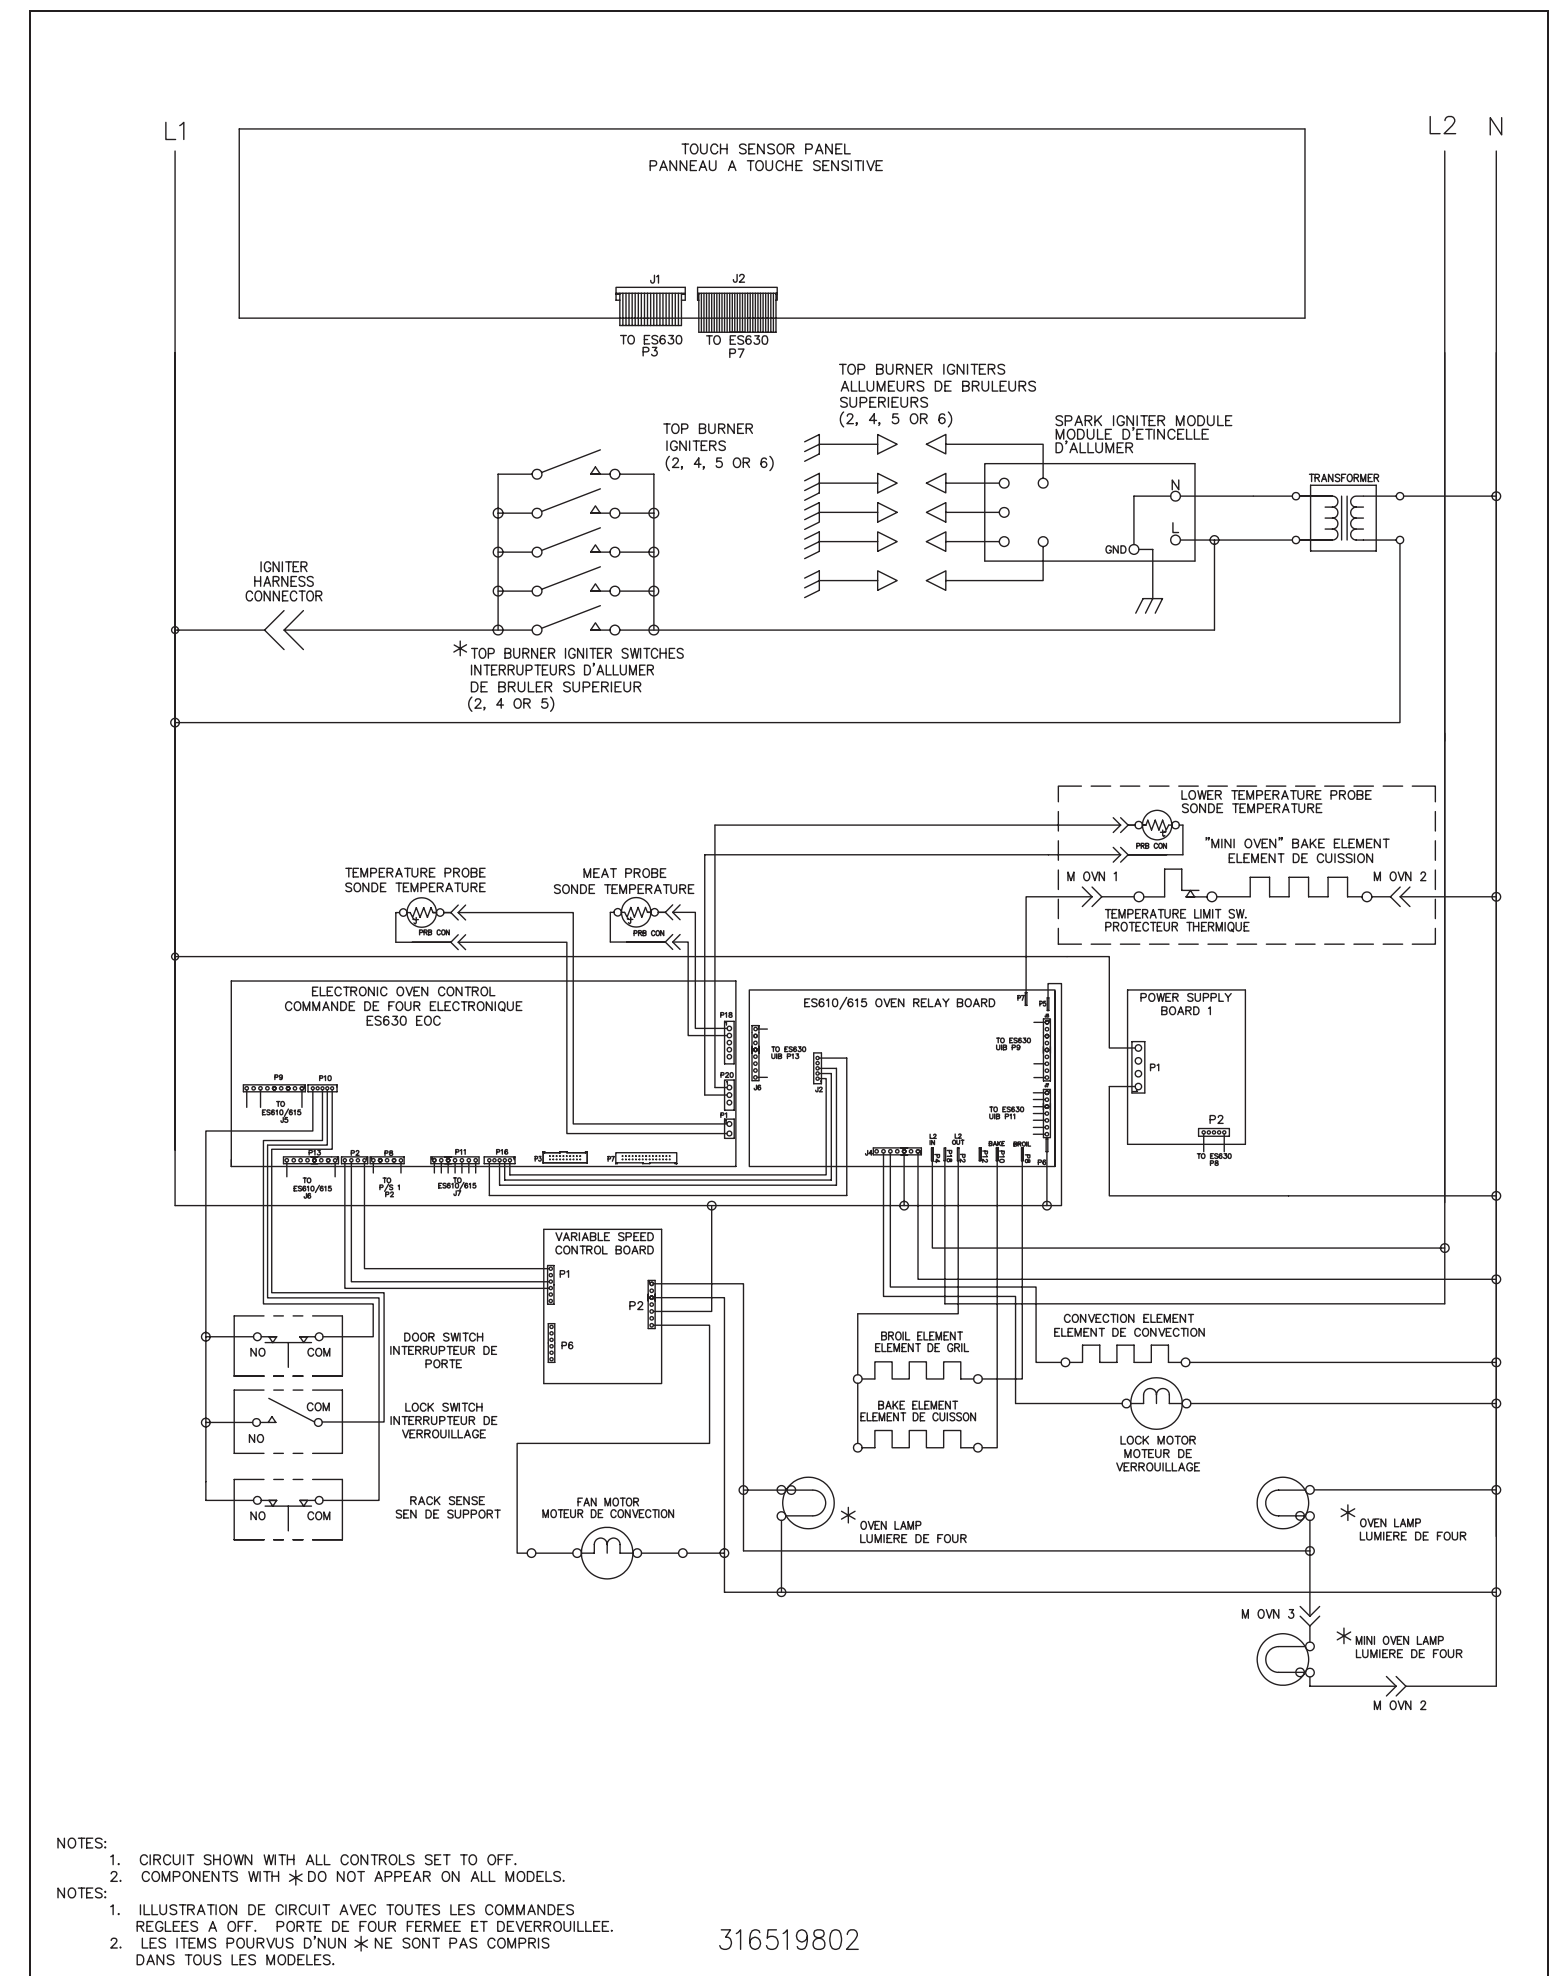 L1
L2
N
TOUCH SENSOR PANEL
PANNEAU A TOUCHE SENSITIVE
J1
J2
TO ES630
P3
TO ES630
P7
TOP BURNER IGNITERS
ALLUMEURS DE BRULEURS
SUPERIEURS
(2, 4, 5 OR 6)
SPARK IGNITER MODULE
MODULE D'ETINCELLE
D'ALLUMER
TOP BURNER
IGNITERS
(2, 4, 5 OR 6)
N
L
GND
TRANSFORMER
IGNITER
HARNESS
CONNECTOR
* TOP BURNER IGNITER SWITCHES
INTERRUPTEURS D'ALLUMER
DE BRULER SUPERIEUR
(2, 4 OR 5)
LOWER TEMPERATURE PROBE
SONDE TEMPERATURE
PRB CON
"MINI OVEN" BAKE ELEMENT
ELEMENT DE CUISSION
M OVN 1
M OVN 2
TEMPERATURE LIMIT SW.
PROTECTEUR THERMIQUE
TEMPERATURE PROBE
SONDE TEMPERATURE
PRB CON
MEAT PROBE
SONDE TEMPERATURE
PRB CON
ELECTRONIC OVEN CONTROL
COMMANDE DE FOUR ELECTRONIQUE
ES630 EOC
P18
P20
P1
P9
P10
TO
ES610/615
J5
P13
P2
P8
P11
P16
P3
P7
TO
ES610/615
J6
TO
P/S 1
P2
TO
ES610/615
J7
ES610/615 OVEN RELAY BOARD
P7
P5
TO ES630
UIB P13
J6
J2
TO ES630
UIB P9
TO ES630
UIB P11
J4
L2
IN
L2
OUT
BAKE
BROIL
P4
P18
P2
P12
P10
P8
P6
POWER SUPPLY
BOARD 1
P1
P2
TO ES630
P8
VARIABLE SPEED
CONTROL BOARD
P1
P2
P6
DOOR SWITCH
INTERRUPTEUR DE
PORTE
NO
COM
LOCK SWITCH
INTERRUPTEUR DE
VERROUILLAGE
COM
NO
RACK SENSE
SEN DE SUPPORT
NO
COM
BROIL ELEMENT
ELEMENT DE GRIL
BAKE ELEMENT
ELEMENT DE CUISSON
CONVECTION ELEMENT
ELEMENT DE CONVECTION
LOCK MOTOR
MOTEUR DE
VERROUILLAGE
FAN MOTOR
MOTEUR DE CONVECTION
* OVEN LAMP
LUMIERE DE FOUR
* OVEN LAMP
LUMIERE DE FOUR
M OVN 3
* MINI OVEN LAMP
LUMIERE DE FOUR
M OVN 2
NOTES:
1. CIRCUIT SHOWN WITH ALL CONTROLS SET TO OFF.
2. COMPONENTS WITH * DO NOT APPEAR ON ALL MODELS.
NOTES:
1. ILLUSTRATION DE CIRCUIT AVEC TOUTES LES COMMANDES
REGLEES A OFF. PORTE DE FOUR FERMEE ET DEVERROUILLEE.
2. LES ITEMS POURVUS D'NUN * NE SONT PAS COMPRIS
DANS TOUS LES MODELES.
316519802